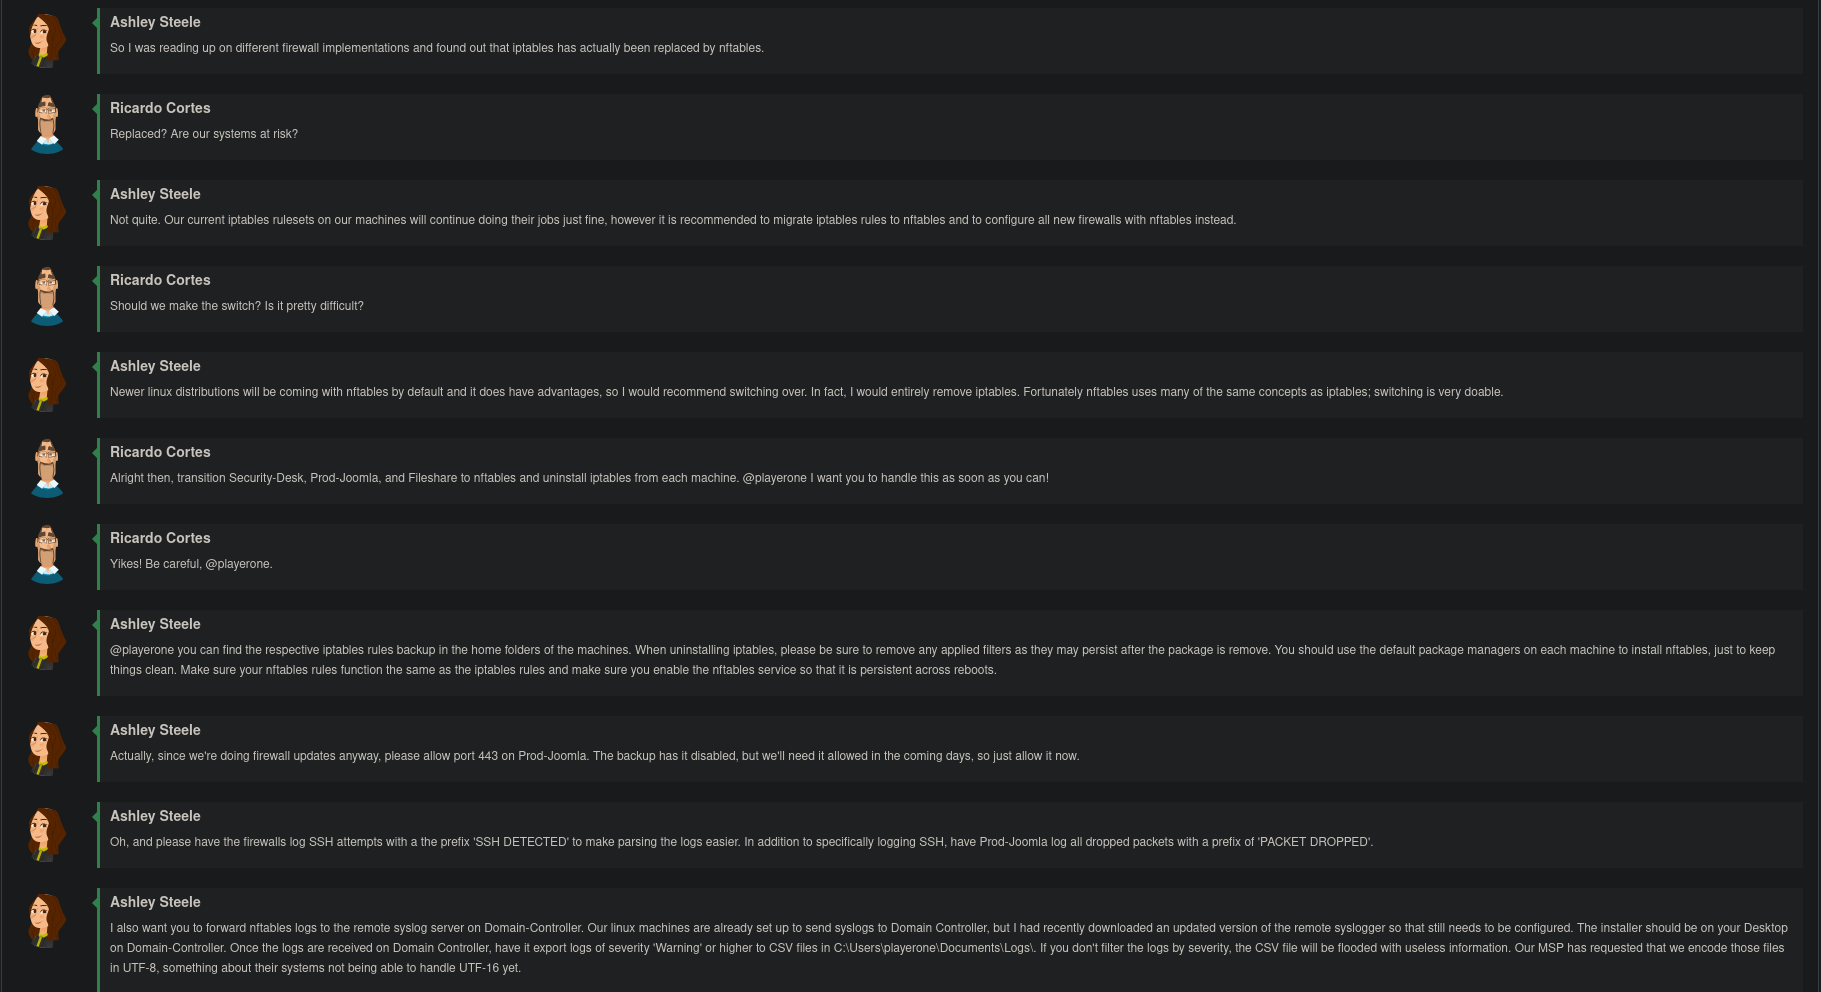 Ashley Steele
So I was reading up on different firewall implementations and found out that iptables has actually been replaced by nftables.
Ricardo Cortes
Replaced? Are our systems at risk?
Ashley Steele
Not quite. Our current iptables rulesets on our machines will continue doing their jobs just fine, however it is recommended to migrate iptables rules to nftables and to configure all new firewalls with nftables instead.
Ricardo Cortes
Should we make the switch? Is it pretty difficult?
Ashley Steele
Newer linux distributions will be coming with nftables by default and it does have advantages, so I would recommend switching over. In fact, I would entirely remove iptables. Fortunately nftables uses many of the same concepts as iptables; switching is very doable.
Ricardo Cortes
Alright then, transition Security-Desk, Prod-Joomla, and Fileshare to nftables and uninstall iptables from each machine. @playerone I want you to handle this as soon as you can!
Ricardo Cortes
Yikes! Be careful, @playerone.
Ashley Steele
@playerone you can find the respective iptables rules backup in the home folders of the machines. When uninstalling iptables, please be sure to remove any applied filters as they may persist after the package is remove. You should use the default package managers on each machine to install nftables, just to keep
things clean. Make sure your nftables rules function the same as the iptables rules and make sure you enable the nftables service so that it is persistent across reboots.
Ashley Steele
Actually, since we're doing firewall updates anyway, please allow port 443 on Prod-Joomla. The backup has it disabled, but we'll need it allowed in the coming days, so just allow it now.
Ashley Steele
Oh, and please have the firewalls log SSH attempts with a the prefix 'SSH DETECTED' to make parsing the logs easier. In addition to specifically logging SSH, have Prod-Joomla log all dropped packets with a prefix of 'PACKET DROPPED'.
Ashley Steele
I also want you to forward nftables logs to the remote syslog server on Domain-Controller. Our linux machines are already set up to send syslogs to Domain Controller, but I had recently downloaded an updated version of the remote syslogger so that still needs to be configured. The installer should be on your Desktop
on Domain-Controller. Once the logs are received on Domain Controller, have it export logs of severity 'Warning' or higher to CSV files in C:\Users\playerone\Documents\Logs\. If you don't filter the logs by severity, the CSV file will be flooded with useless information. Our MSP has requested that we encode those files
in UTF-8, something about their systems not being able to handle UTF-16 yet.